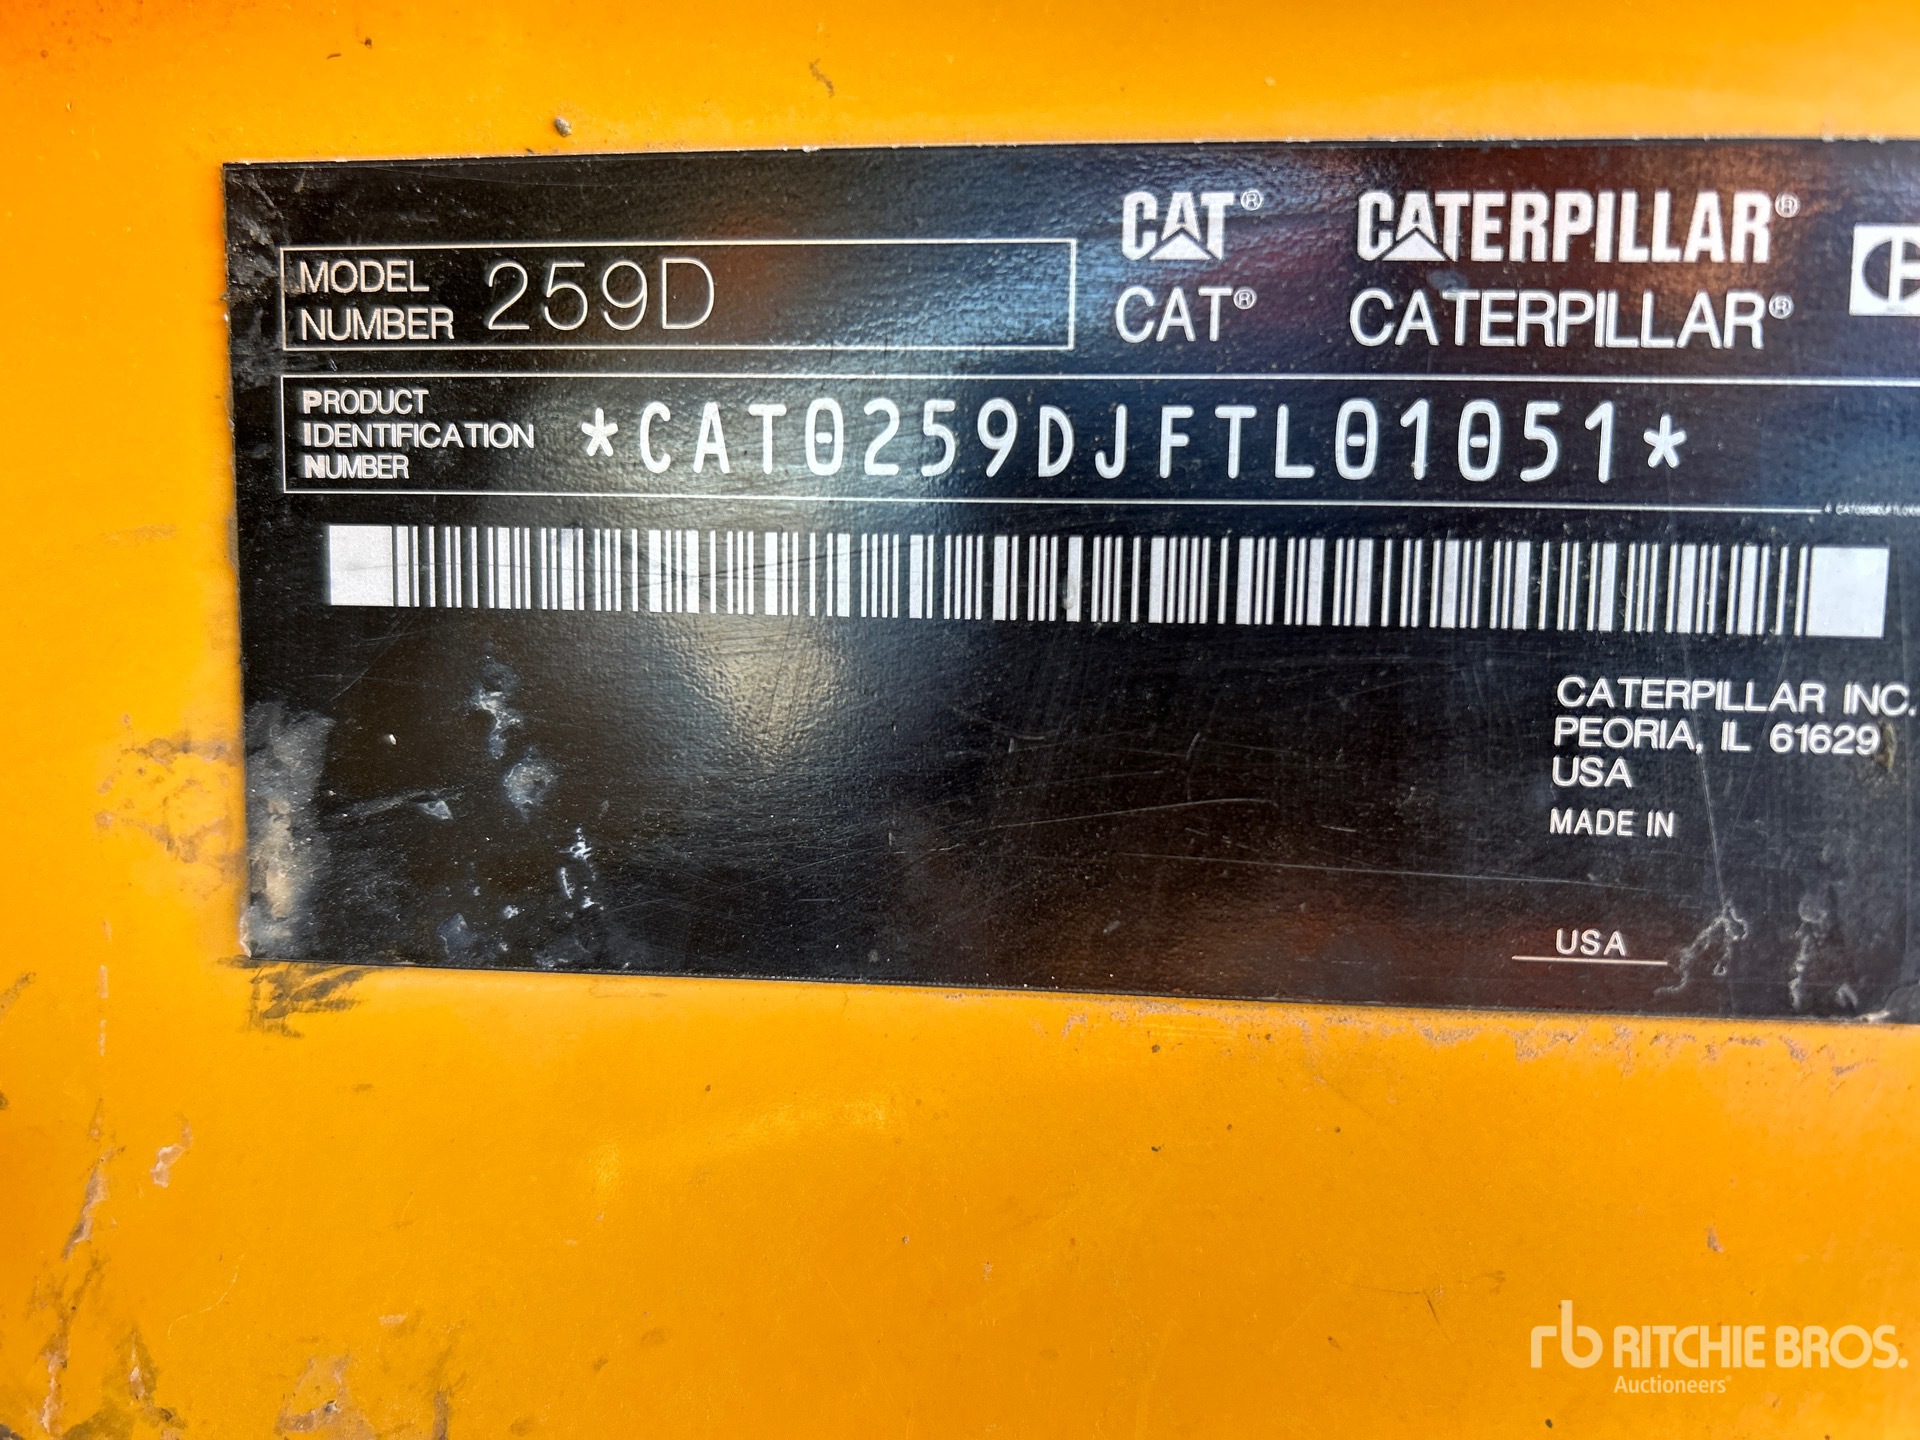 CAT® CATERPILLAR®
MODEL NUMBER 259D
CAT® CATERPILLAR®
PRODUCT IDENTIFICATION NUMBER *CAT0259DJFTL01051*
CATERPILLAR INC.
PEORIA, IL 61629
USA
MADE IN
USA
rb RITCHIE BROS.
Auctioneers